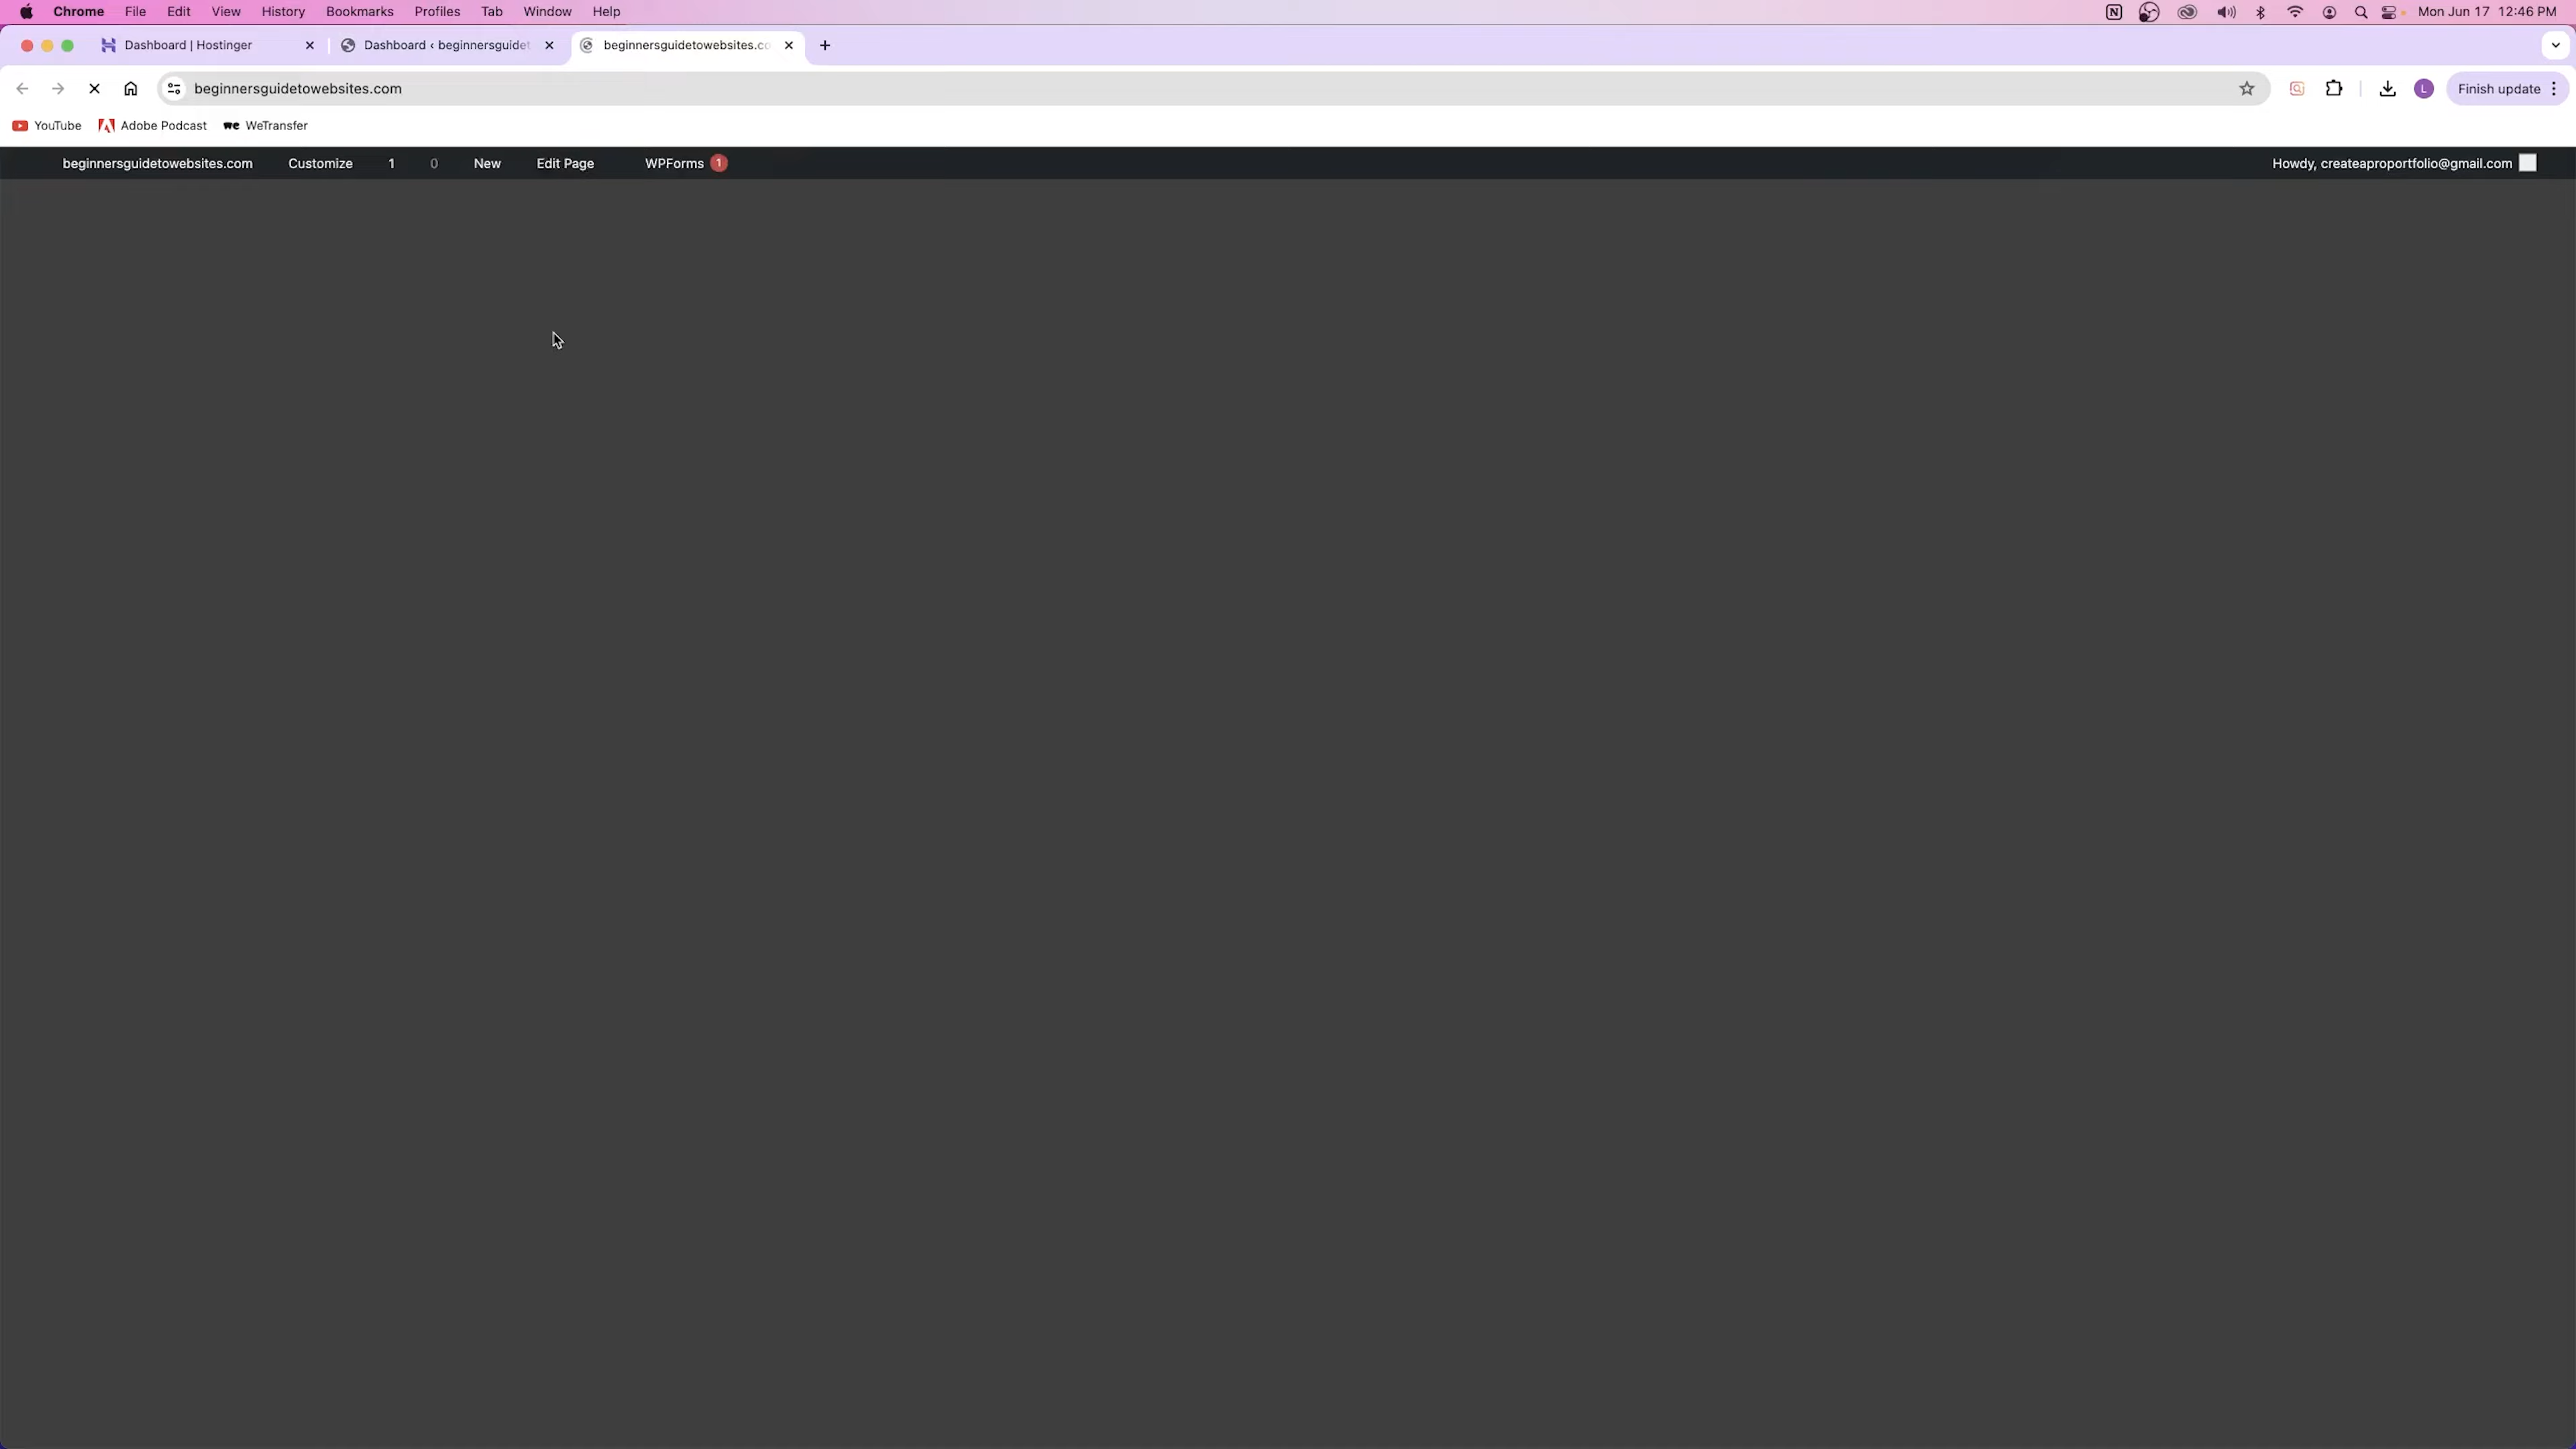 Chrome File Edit View History Bookmarks Profiles Tab Window Help Mon Jun 17 12:46 PM
Dashboard | Hostinger Dashboard ‹ beginnersguidet beginnersguidetowebsites.co
beginnersguidetowebsites.com L Finish update
YouTube Adobe Podcast we WeTransfer
beginnersguidetowebsites.com Customize 1 0 New Edit Page WPForms 1 Howdy, createaproportfolio@gmail.com